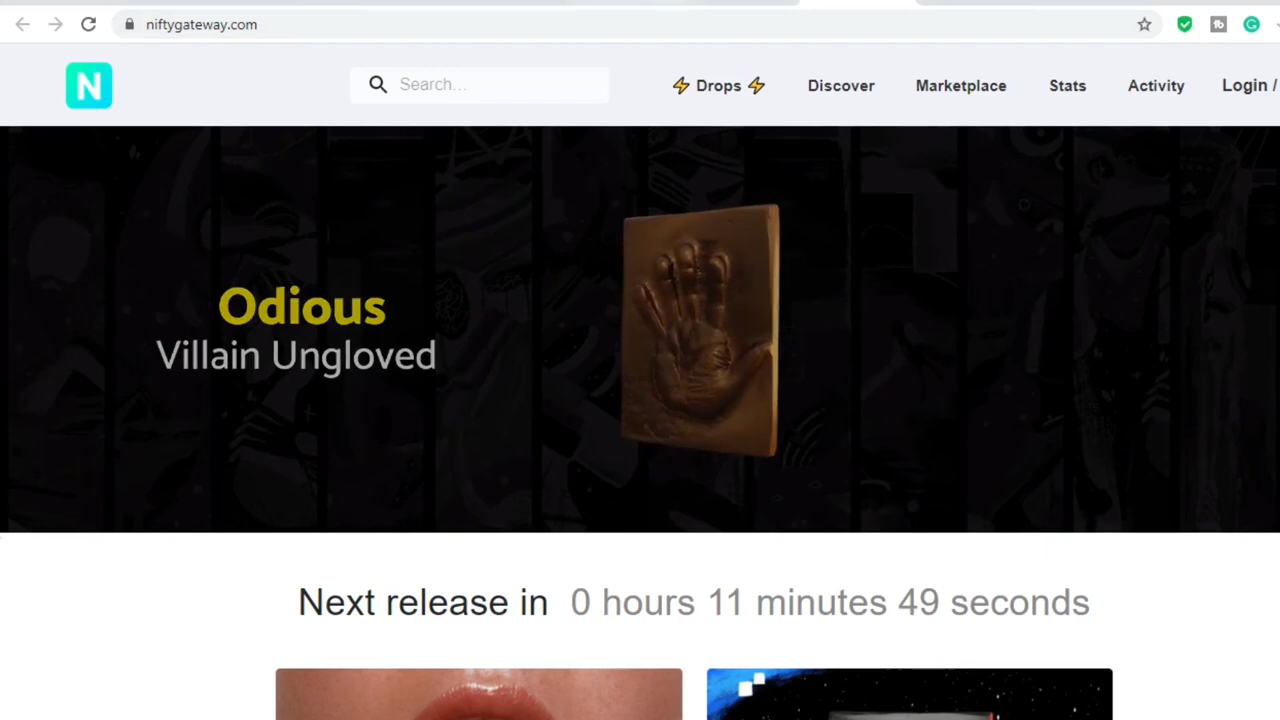 niftygateway.com
N
Search...
Drops
Discover
Marketplace
Stats
Activity
Login /
Odious
Villain Ungloved
Next release in 0 hours 11 minutes 49 seconds